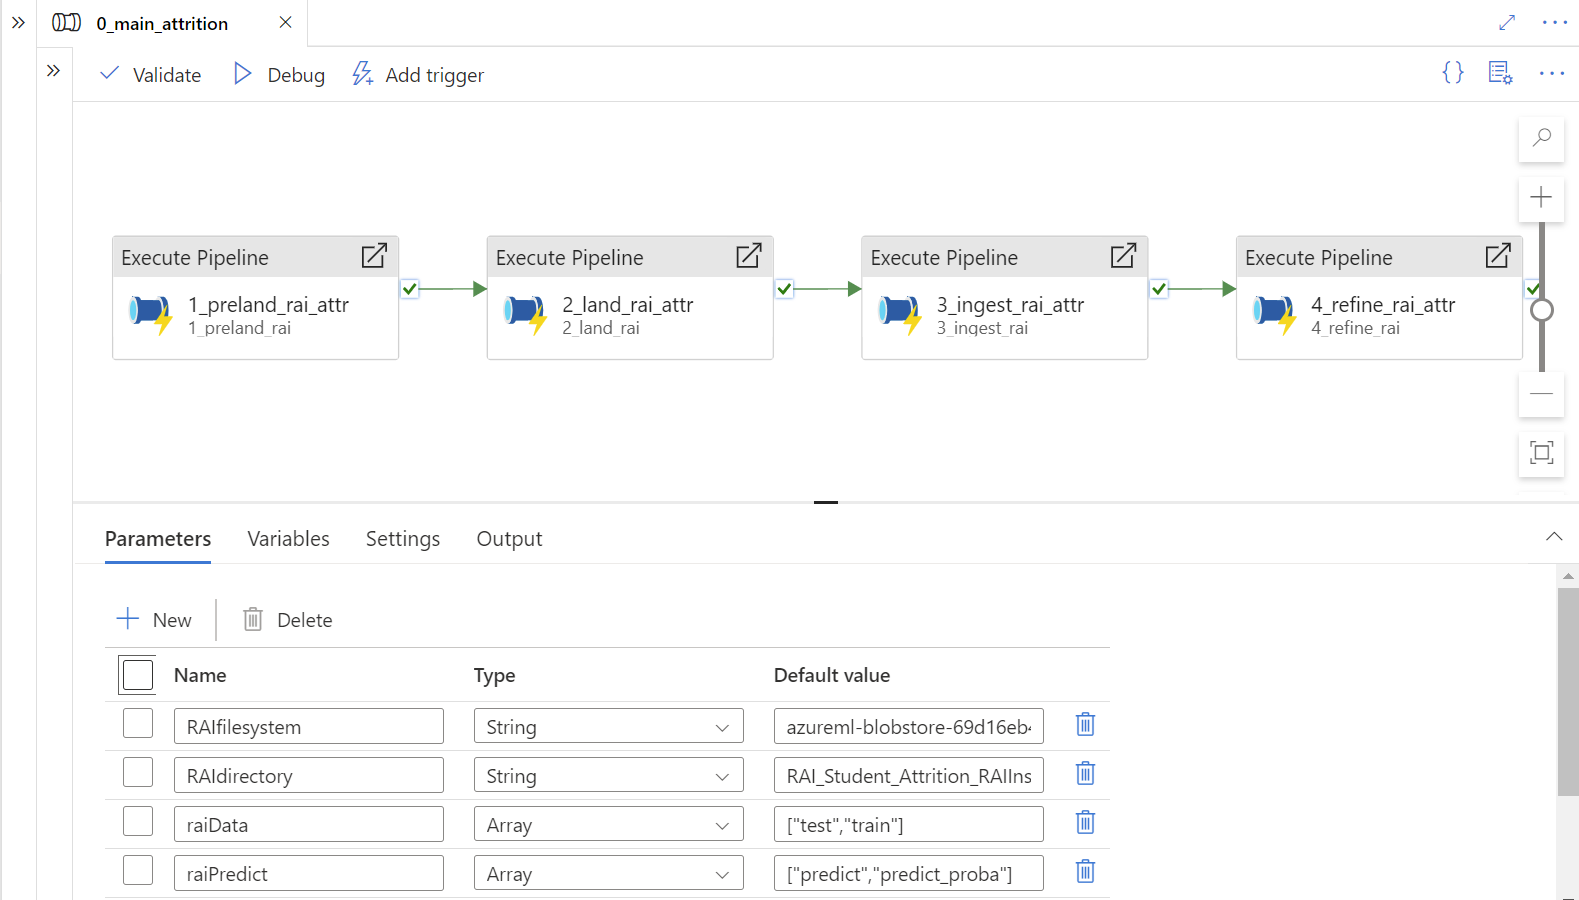 0_main_attrition
Validate Debug Add trigger
Execute Pipeline
1_preland_rai_attr
1_preland_rai
Execute Pipeline
2_land_rai_attr
2_land_rai
Execute Pipeline
3_ingest_rai_attr
3_ingest_rai
Execute Pipeline
4_refine_rai_attr
4_refine_rai
Parameters Variables Settings Output
New Delete
Name Type Default value
RAIfilesystem String azureml-blobstore-69d16eb
RAIdirectory String RAI_Student_Attrition_RAIIns
raiData Array ["test","train"]
raiPredict Array ["predict","predict_proba"]